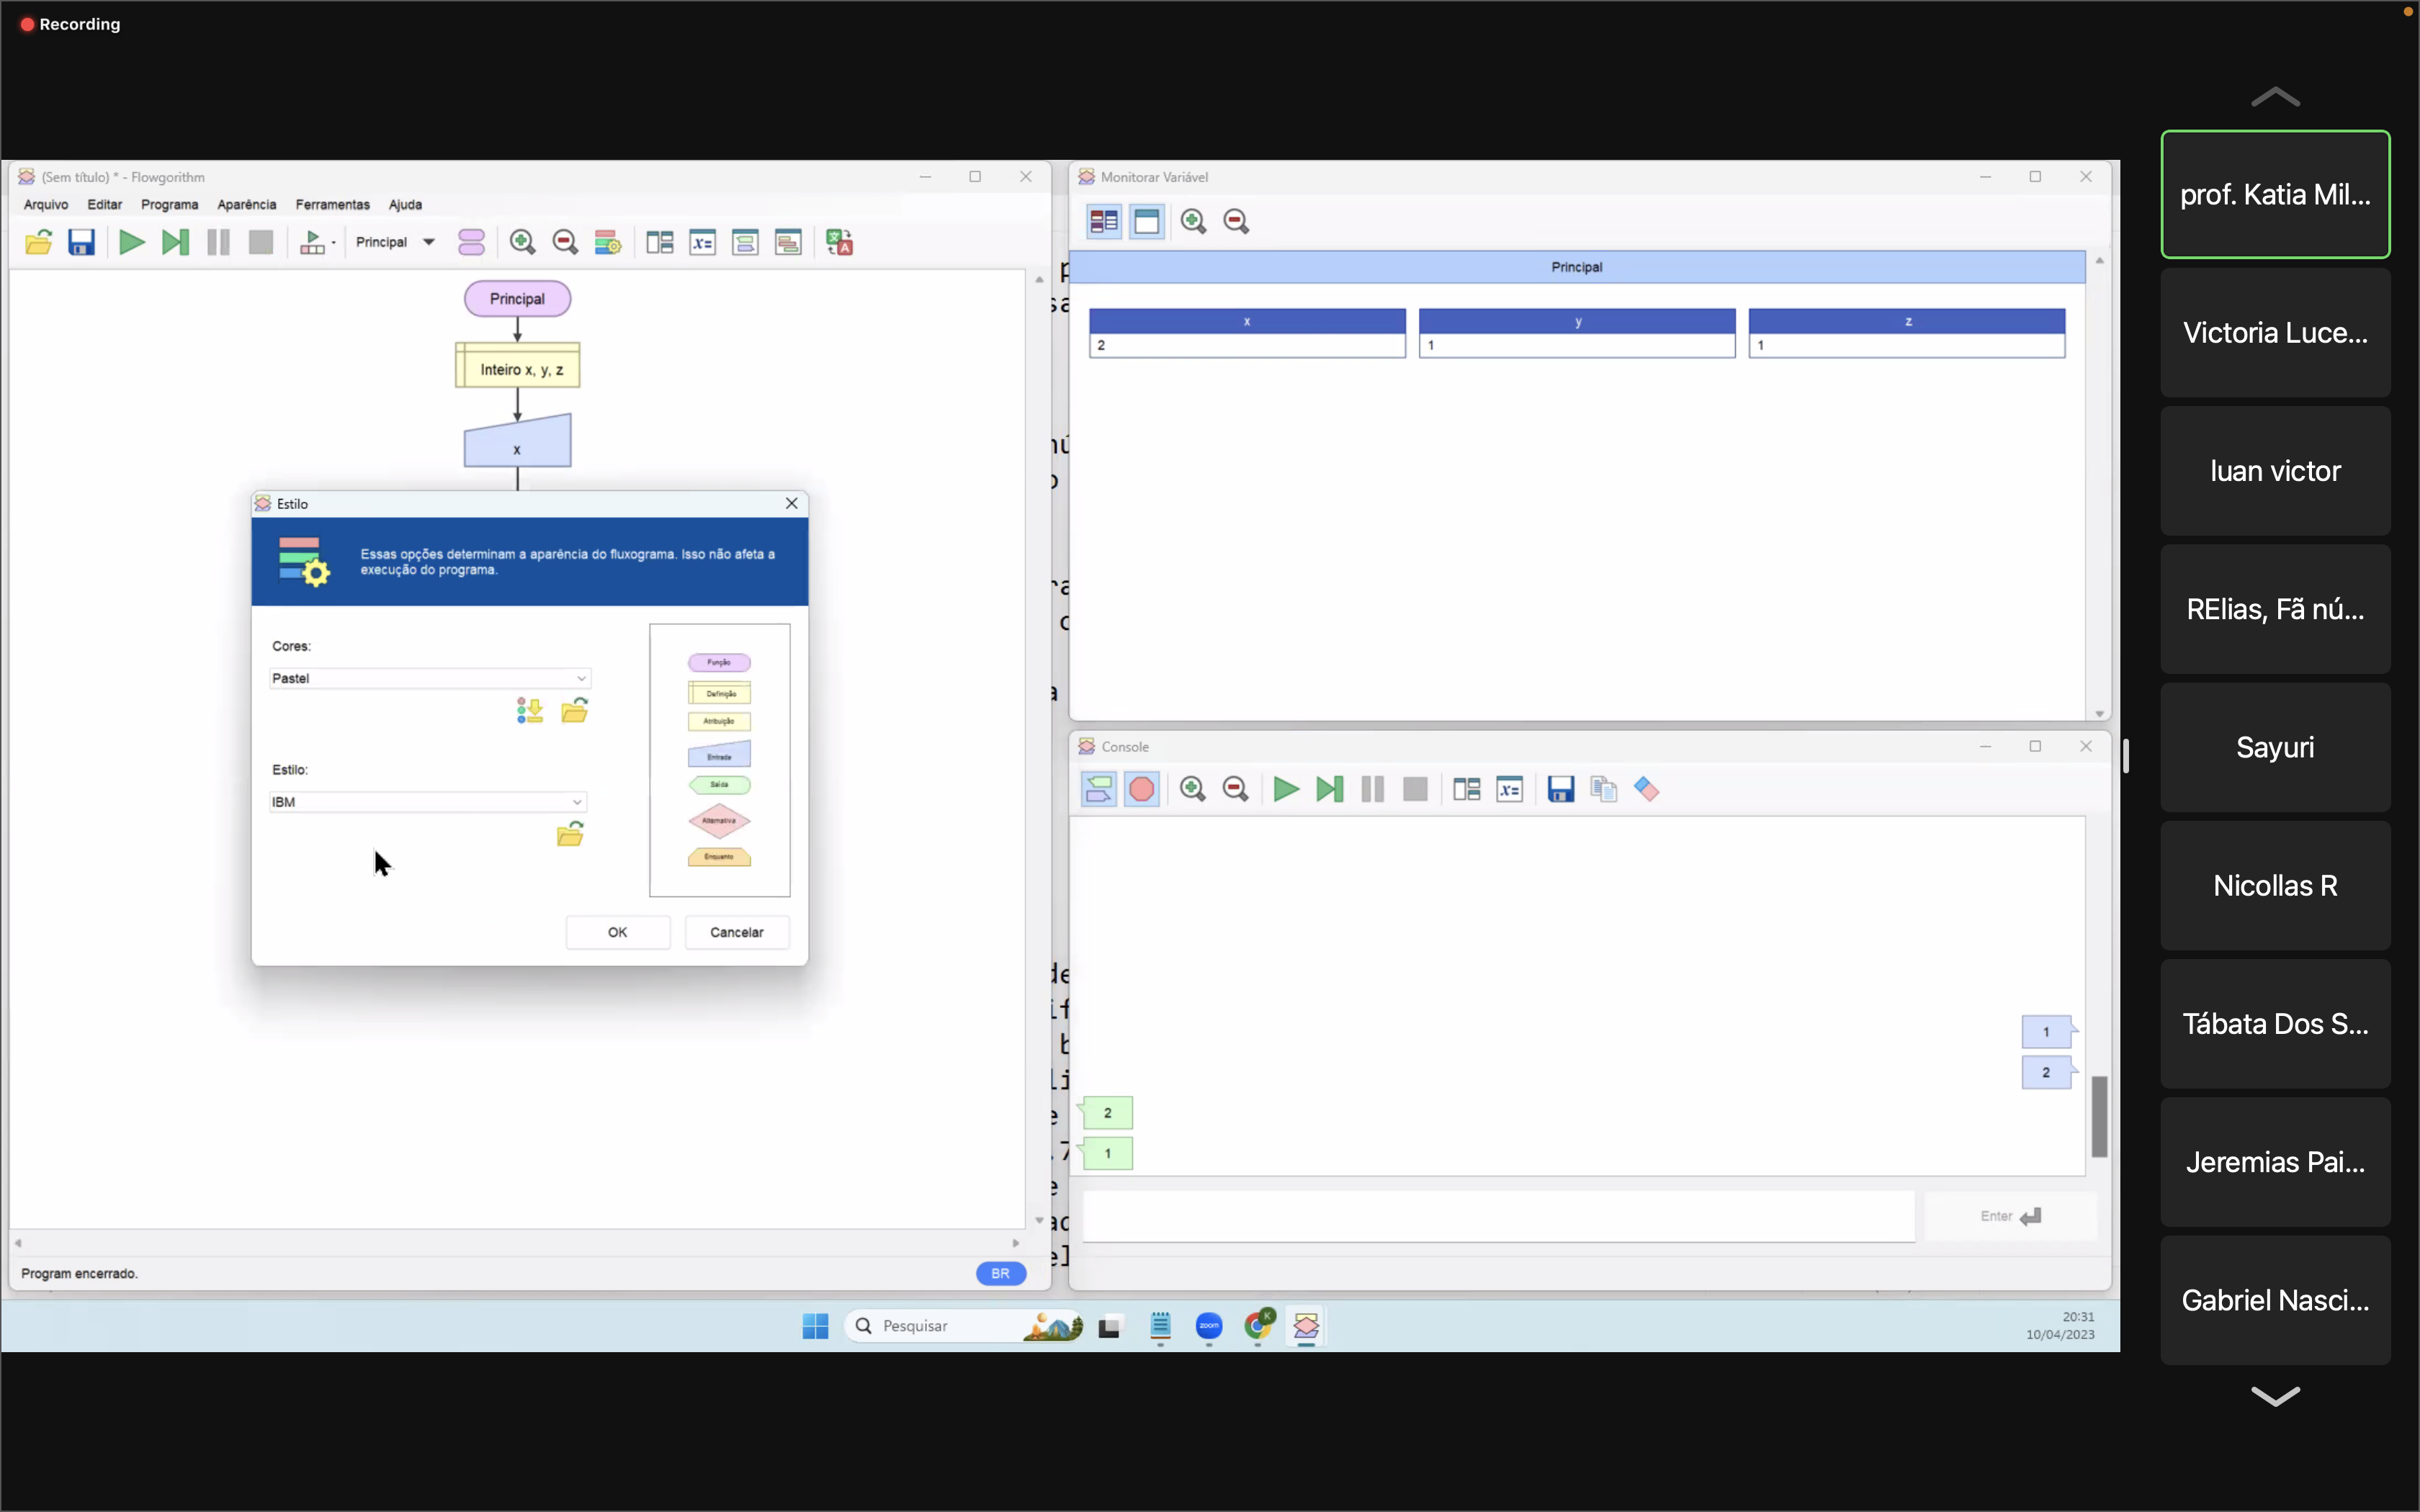 Recording
(Sem título) * - Flowgorithm
Arquivo Editar Programa Aparência Ferramentas Ajuda
Principal
Principal
Inteiro x, y, z
x
Estilo
Essas opções determinam a aparência do fluxograma. Isso não afeta a
execução do programa.
Cores:
Pastel
Estilo:
IBM
Função
Definição
Atribuição
Entrada
Saída
Alternativa
Enquanto
OK
Cancelar
Program encerrado.
BR
Monitorar Variável
Principal
x y z
2 1 1
Console
1
2
2
1
Enter
Pesquisar
zoom
K
20:31
10/04/2023
prof. Katia Mil...
Victoria Luce...
luan victor
RElias, Fã nú...
Sayuri
Nicollas R
Tábata Dos S...
Jeremias Pai...
Gabriel Nasci...